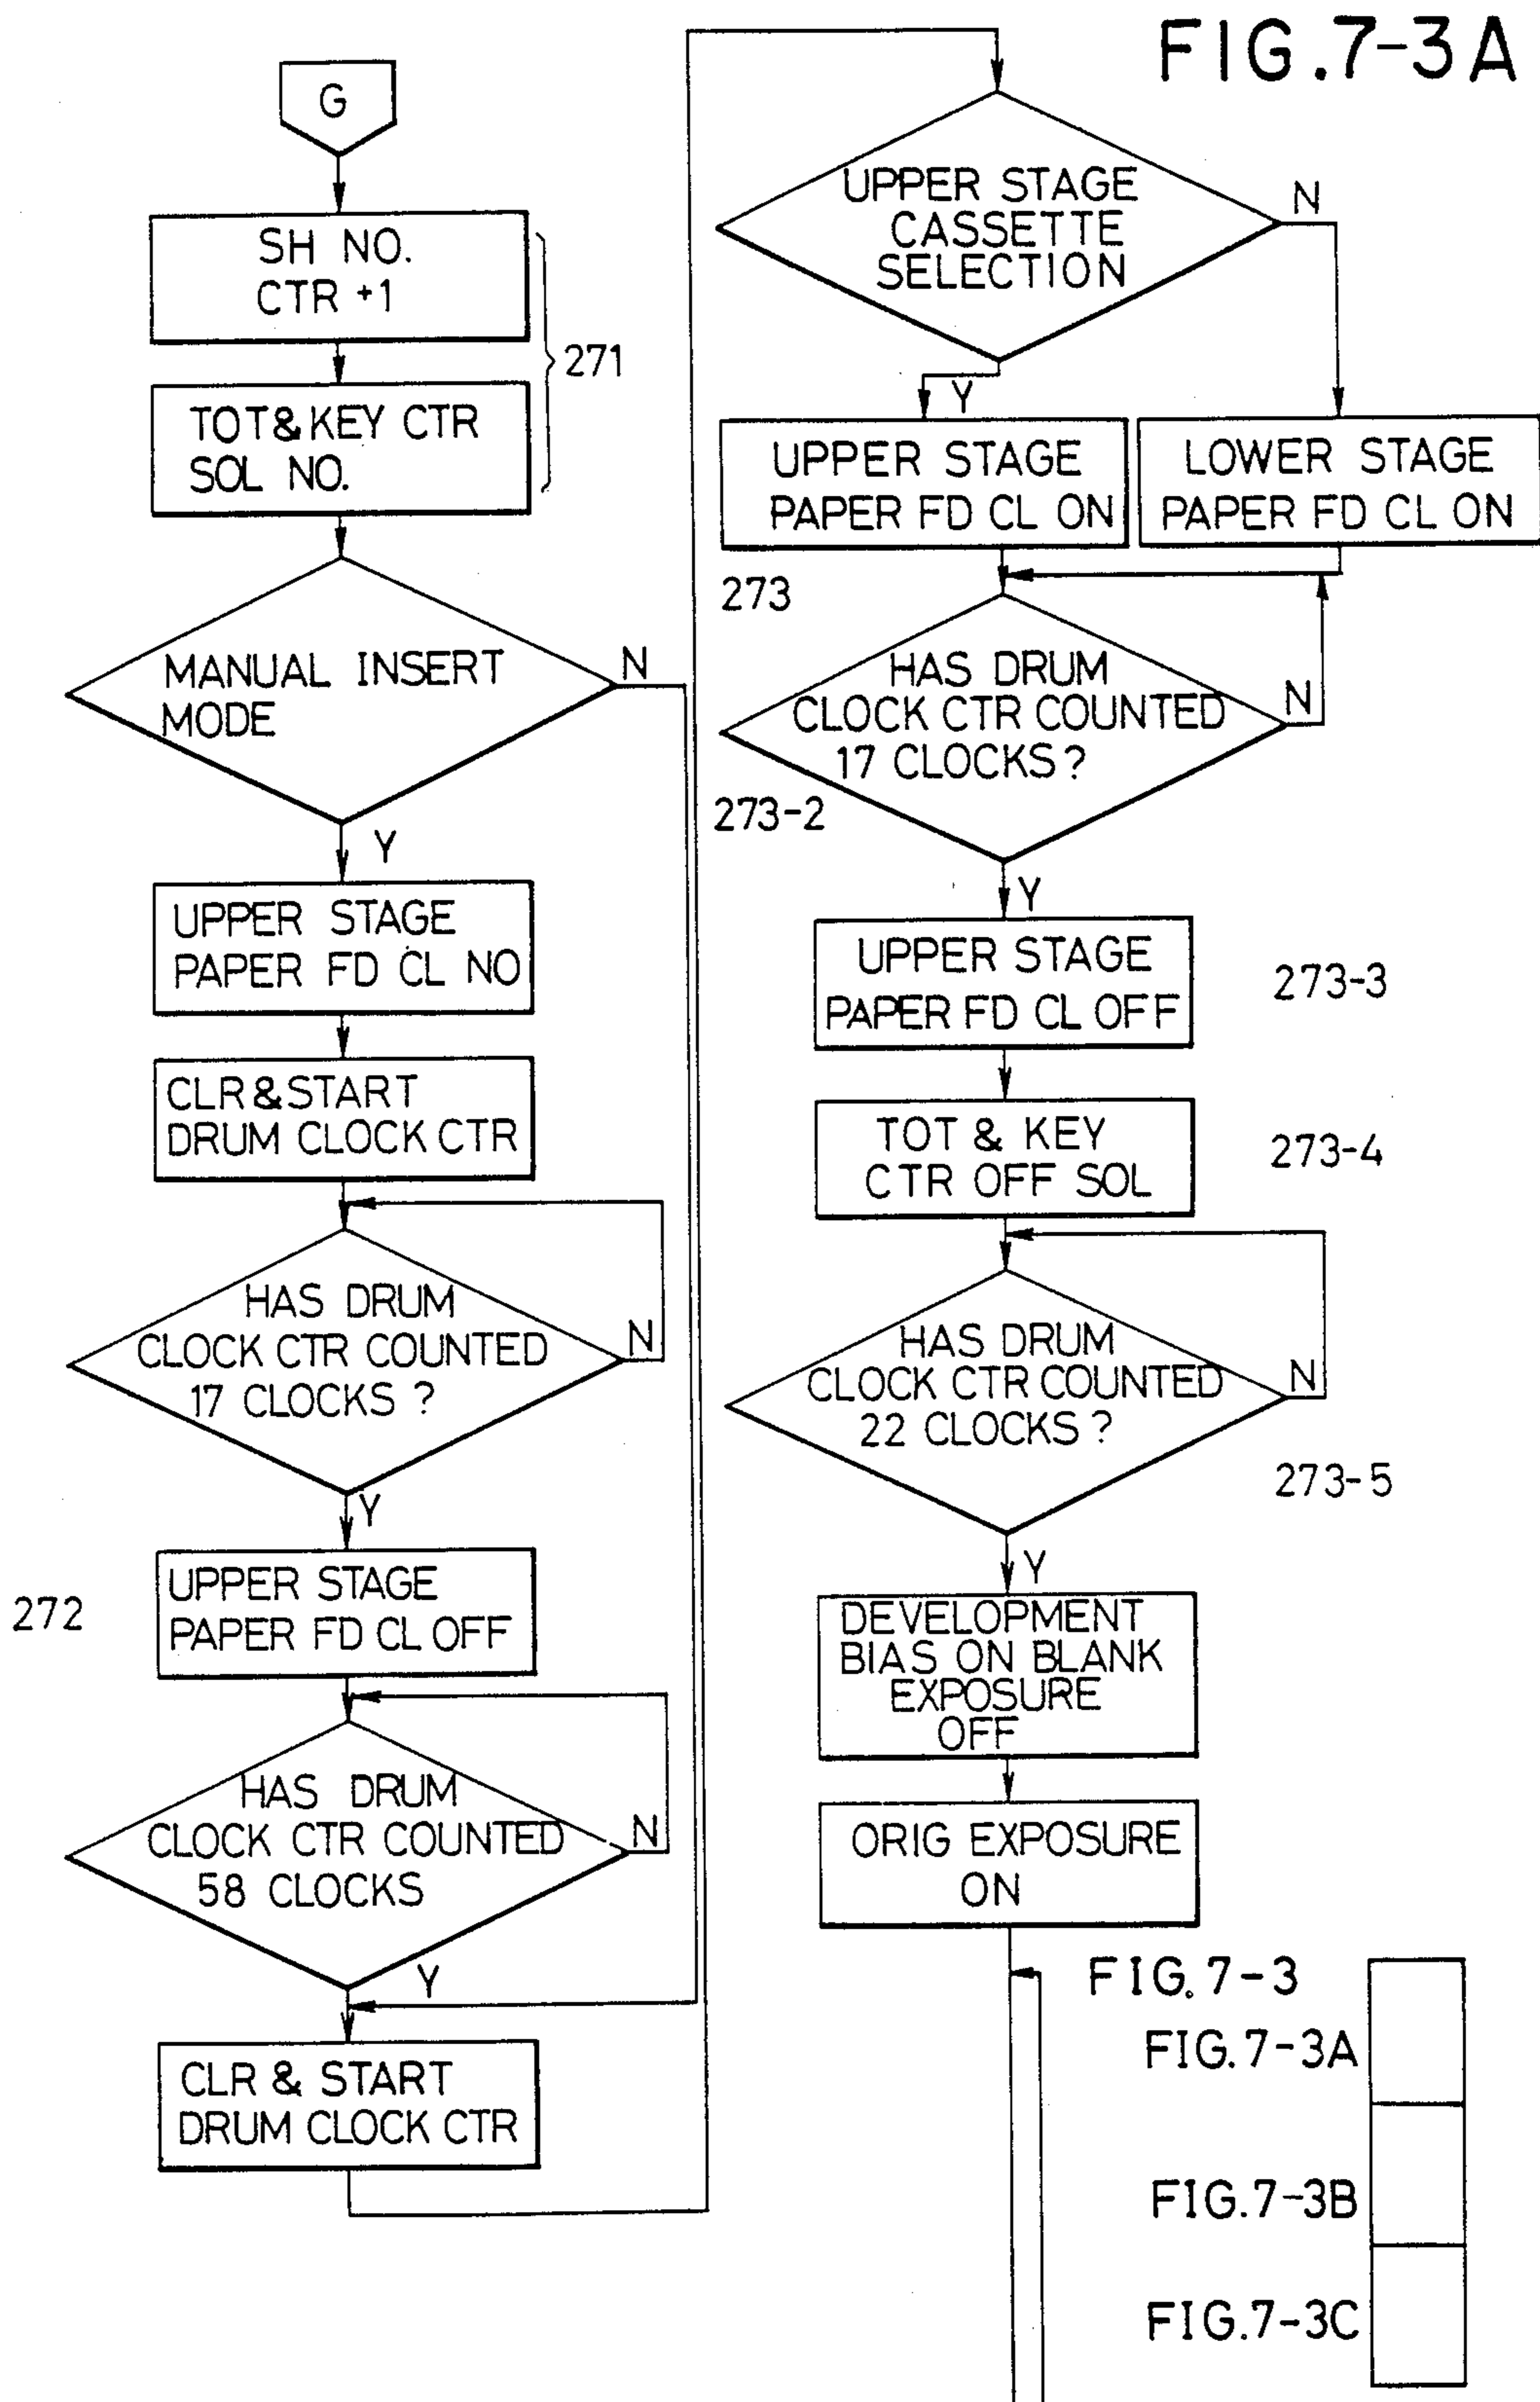 FIG.7-3A
G
SH NO.
CTR +1
271
TOT&KEY CTR
SOL NO.
MANUAL INSERT
MODE
N
Y
UPPER STAGE
PAPER FD CL NO
CLR&START
DRUM CLOCK CTR
HAS DRUM
CLOCK CTR COUNTED
17 CLOCKS ?
N
Y
272
UPPER STAGE
PAPER FD CL OFF
HAS DRUM
CLOCK CTR COUNTED
58 CLOCKS
N
Y
CLR & START
DRUM CLOCK CTR
UPPER STAGE
CASSETTE
SELECTION
N
Y
UPPER STAGE
PAPER FD CL ON
LOWER STAGE
PAPER FD CL ON
273
HAS DRUM
CLOCK CTR COUNTED
17 CLOCKS ?
N
273-2
Y
UPPER STAGE
PAPER FD CL OFF
273-3
TOT & KEY
CTR OFF SOL
273-4
HAS DRUM
CLOCK CTR COUNTED
22 CLOCKS ?
N
273-5
Y
DEVELOPMENT
BIAS ON BLANK
EXPOSURE
OFF
ORIG EXPOSURE
ON
FIG. 7-3
FIG.7-3A
FIG.7-3B
FIG.7-3C